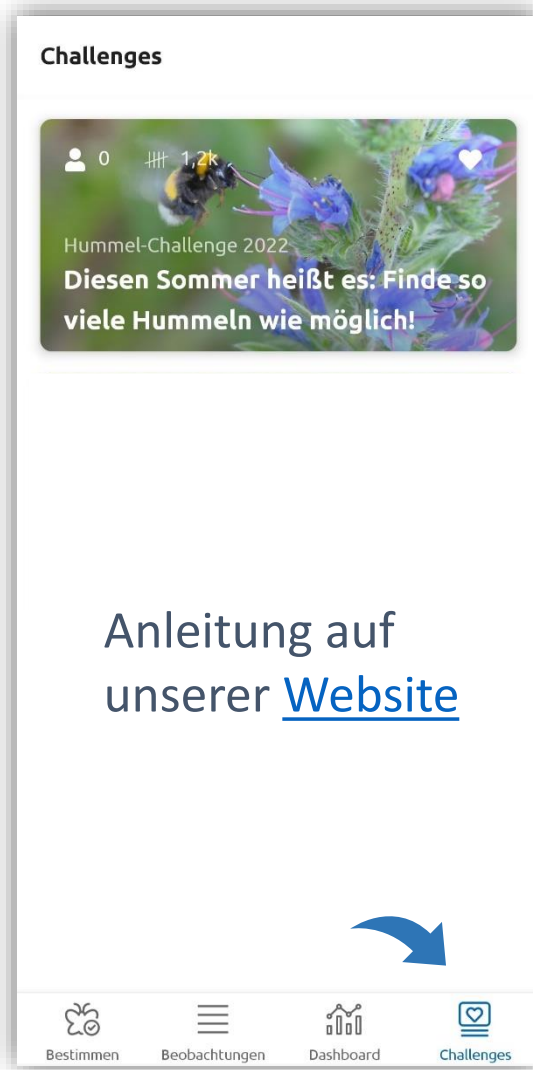 Challenges
0 1,2k
Hummel-Challenge 2022
Diesen Sommer heißt es: Finde so
viele Hummeln wie möglich!
Anleitung auf
unserer Website
Bestimmen Beobachtungen Dashboard Challenges